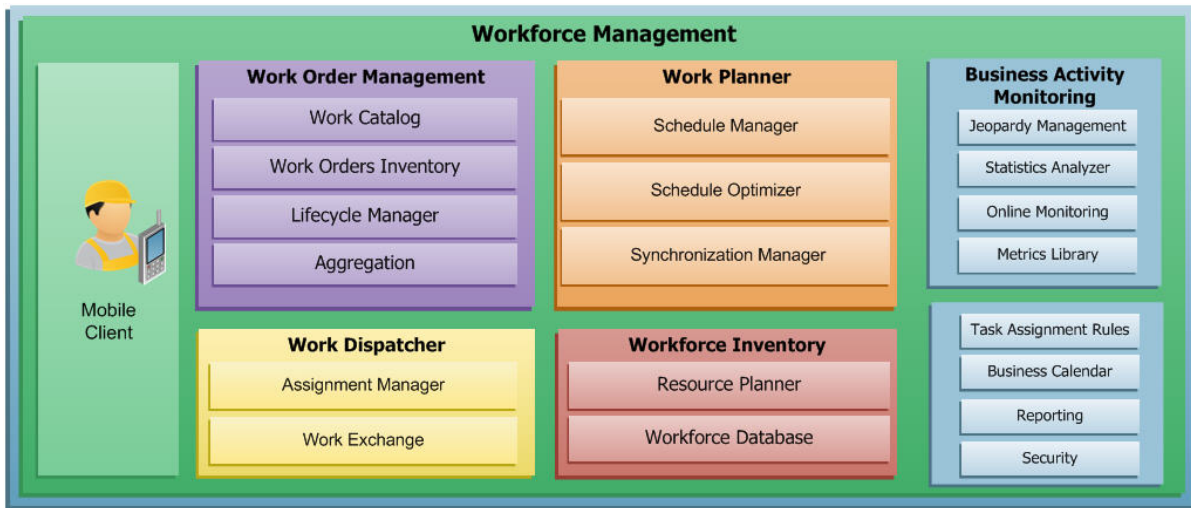 Workforce Management
Mobile
Client
Work Order Management
Work Catalog
Work Orders Inventory
Lifecycle Manager
Aggregation
Work Planner
Schedule Manager
Schedule Optimizer
Synchronization Manager
Business Activity
Monitoring
Jeopardy Management
Statistics Analyzer
Online Monitoring
Metrics Library
Work Dispatcher
Assignment Manager
Work Exchange
Workforce Inventory
Resource Planner
Workforce Database
Task Assignment Rules
Business Calendar
Reporting
Security